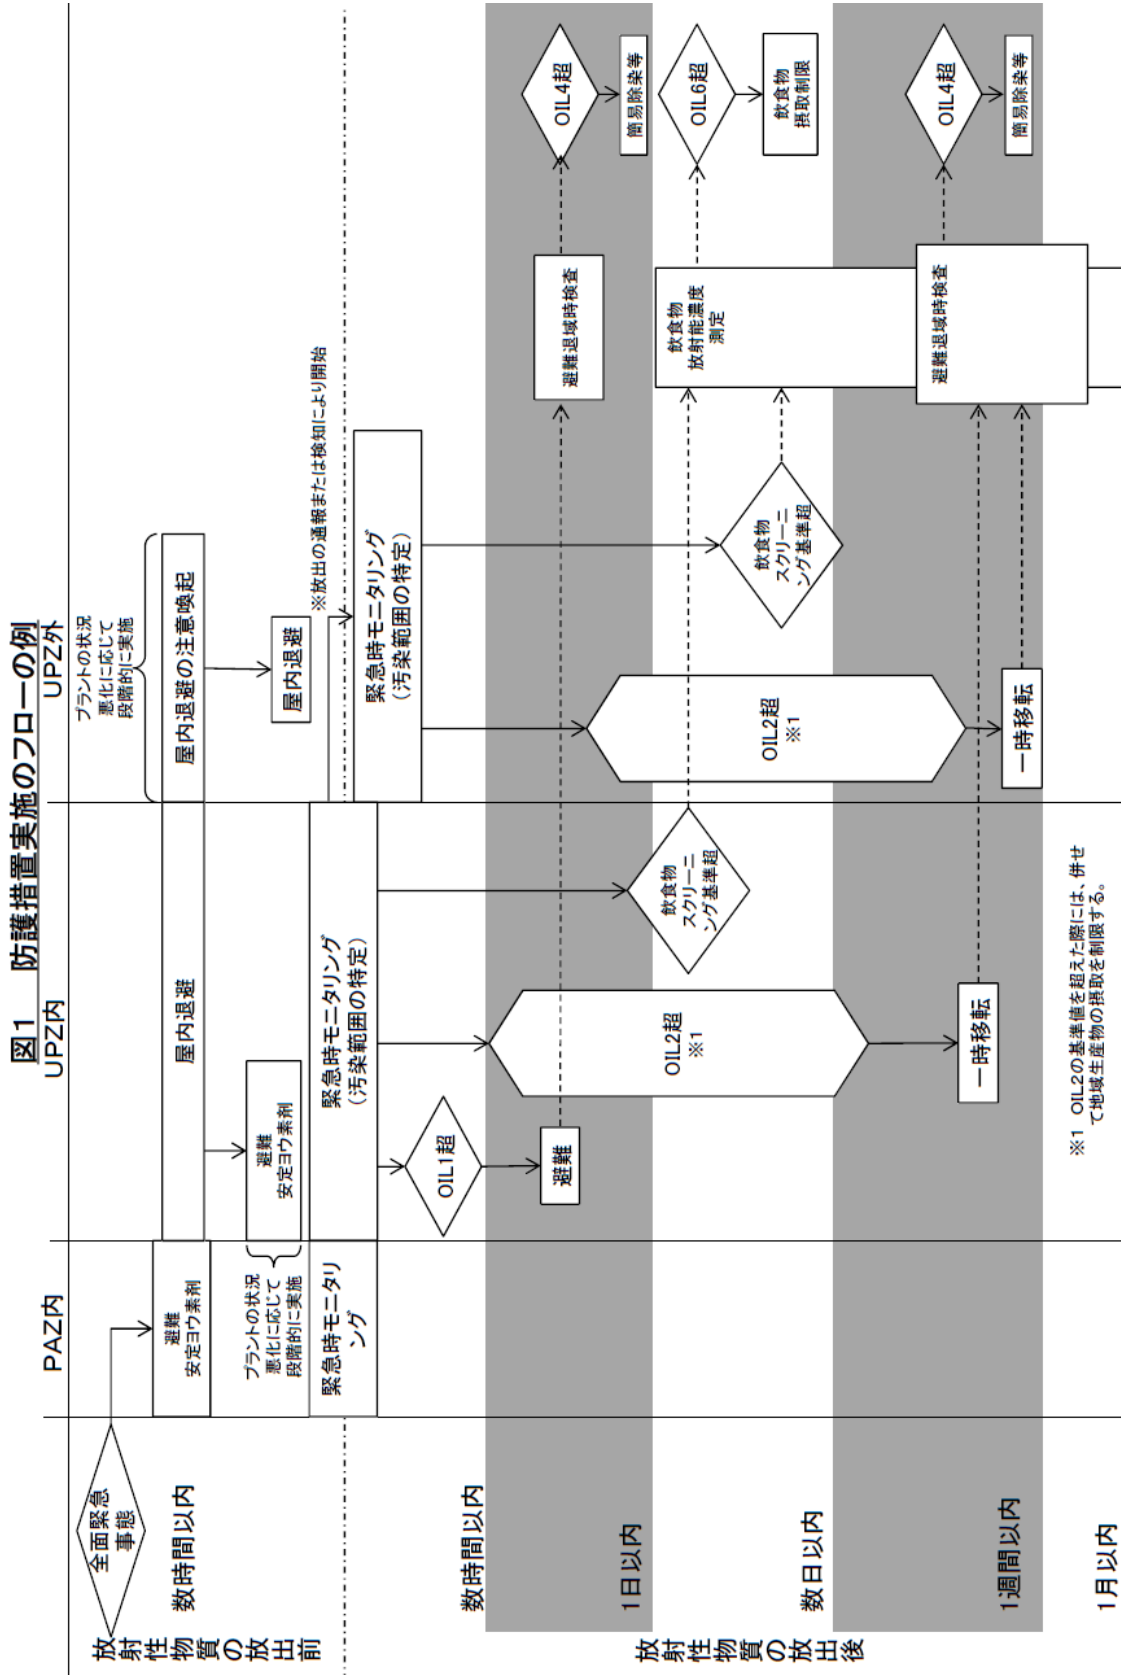 図1　防護措置実施のフローの例
PAZ内
UPZ内
UPZ外
放射性物質の放出前
全面緊急
事態
数時間以内
避難
安定ヨウ素剤
屋内退避
プラントの状況
悪化に応じて
段階的に実施
屋内退避の注意喚起
プラントの状況
悪化に応じて
段階的に実施
避難
安定ヨウ素剤
屋内退避
※放出の通報または検知により開始
緊急時モニタリ
ング
緊急時モニタリング
（汚染範囲の特定）
緊急時モニタリング
（汚染範囲の特定）
放射性物質の放出後
数時間以内
OIL1超
1日以内
避難
避難退域時検査
OIL4超
簡易除染等
数日以内
OIL2超
※1
飲食物
スクリーニ
ング基準超
OIL2超
※1
飲食物
スクリーニ
ング基準超
飲食物
放射能濃度
測定
OIL6超
飲食物
摂取制限
1週間以内
一時移転
一時移転
避難退域時検査
OIL4超
簡易除染等
1月以内
※1 OIL2の基準値を超えた際には、併せ
て地域生産物の摂取を制限する。